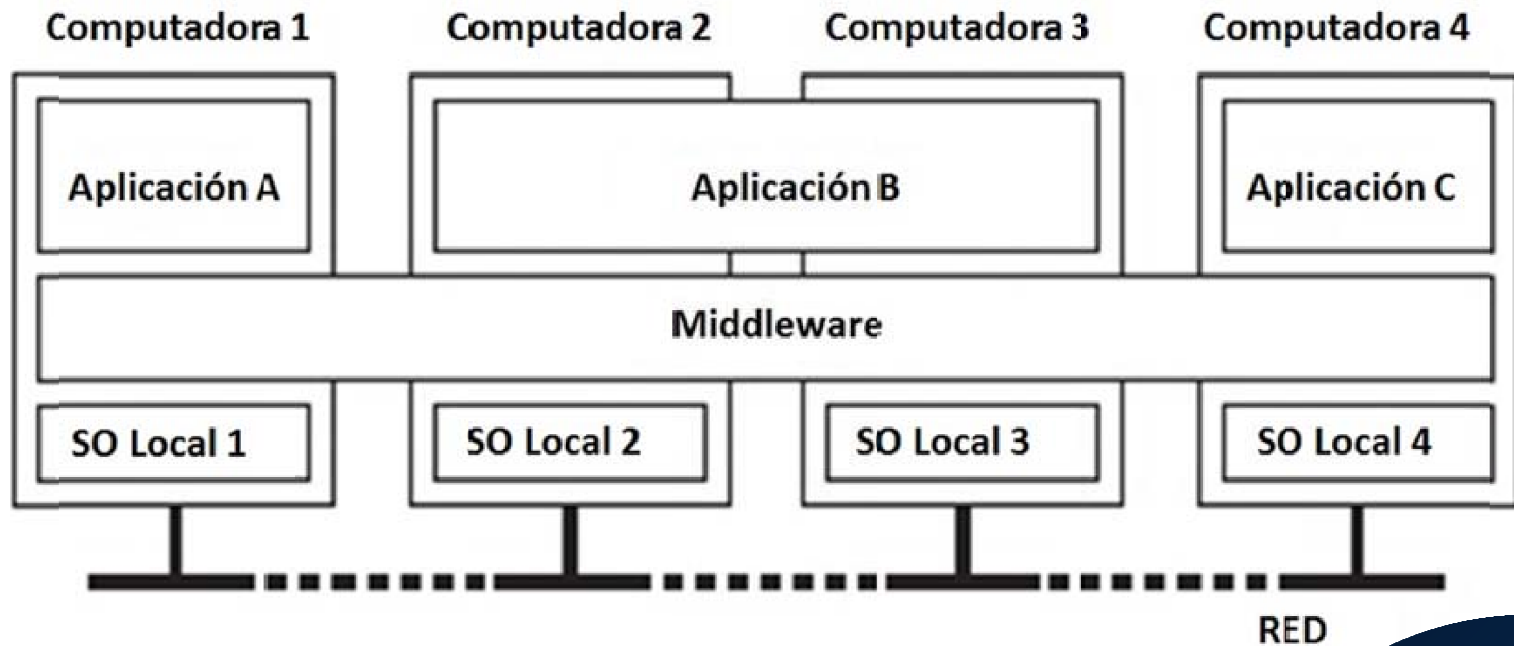 Computadora 1
Computadora 2
Computadora 3
Computadora 4
Aplicación A
Aplicación B
Aplicación C
Middleware
SO Local 1
SO Local 2
SO Local 3
SO Local 4
RED